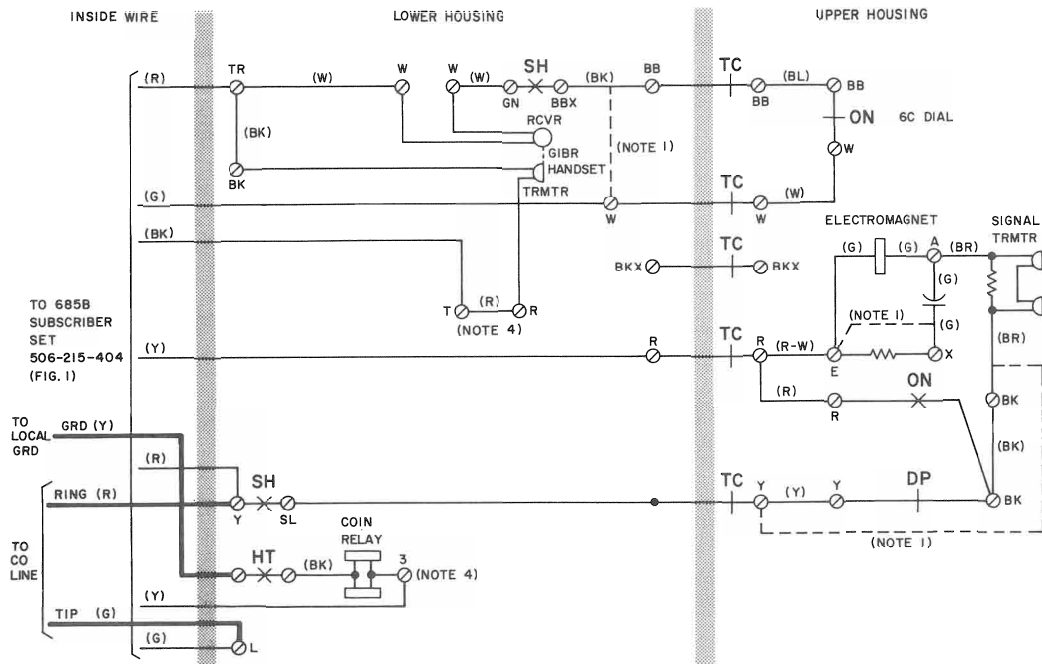 INSIDE WIRE
LOWER HOUSING
UPPER HOUSING
(R)
TR
(W)
W
W
(W)
GN
SH
BBX
(BK)
BB
TC
BB
(BL)
BB
ON
6C DIAL
W
(BK)
RCVR
GIBR
HANDSET
TRMTR
(NOTE 1)
BK
(G)
W
TC
W
(W)
(BK)
ELECTROMAGNET
SIGNAL
TRMTR
(G)
(G)
A
(BR)
BKX
TC
BKX
(G)
T
(R)
R
(NOTE 4)
TO 685B
SUBSCRIBER
SET
506-215-404
(FIG. 1)
(NOTE 1)
(G)
(Y)
R
TC
R
(R-W)
E
X
(BR)
ON
(R)
R
BK
TO
LOCAL
GRD
GRD (Y)
(BK)
(R)
RING (R)
Y
SH
SL
TC
Y
(Y)
Y
DP
BK
(NOTE 1)
TO
CO
LINE
HT
(BK)
COIN
RELAY
3
(NOTE 4)
(Y)
TIP (G)
(G)
L